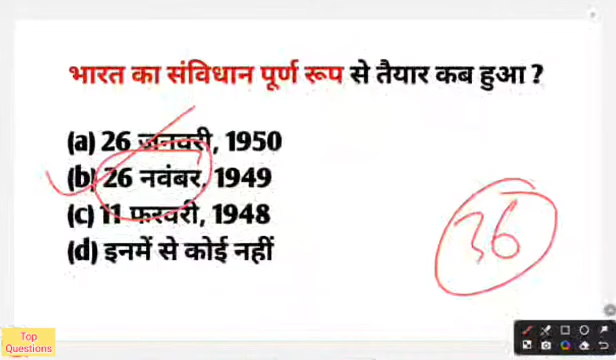 भारत का संविधान पूर्ण रूप से तैयार कब हुआ ?
(a) 26 जनवरी, 1950
(b) 26 नवंबर, 1949
(c) 11 फरवरी, 1948
(d) इनमें से कोई नहीं
36
Top
Questions